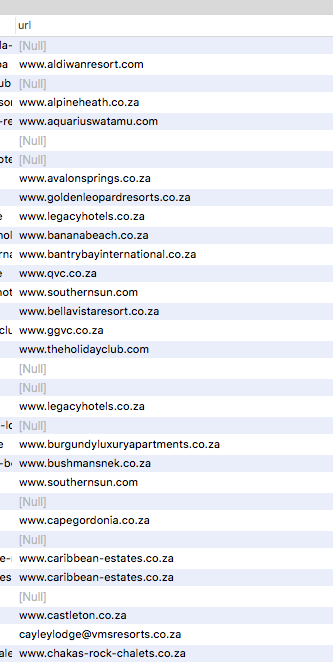 url
la- [Null]
oa www.aldiwanresort.com
ub [Null]
sor www.alpineheath.co.za
-re www.aquariuswatamu.com
[Null]
ote [Null]
www.avalonsprings.co.za
www.goldenleopardresorts.co.za
e www.legacyhotels.co.za
hol www.bananabeach.co.za
rna www.bantrybayinternational.co.za
e www.qvc.co.za
hot www.southernsun.com
www.bellavistaresort.co.za
clu www.ggvc.co.za
www.theholidayclub.com
[Null]
[Null]
www.legacyhotels.co.za
-lo [Null]
e www.burgundyluxuryapartments.co.za
-bo www.bushmansnek.co.za
www.southernsun.com
[Null]
www.capegordonia.co.za
[Null]
e-i www.caribbean-estates.co.za
es www.caribbean-estates.co.za
[Null]
www.castleton.co.za
cayleylodge@vmsresorts.co.za
ale www.chakas-rock-chalets.co.za